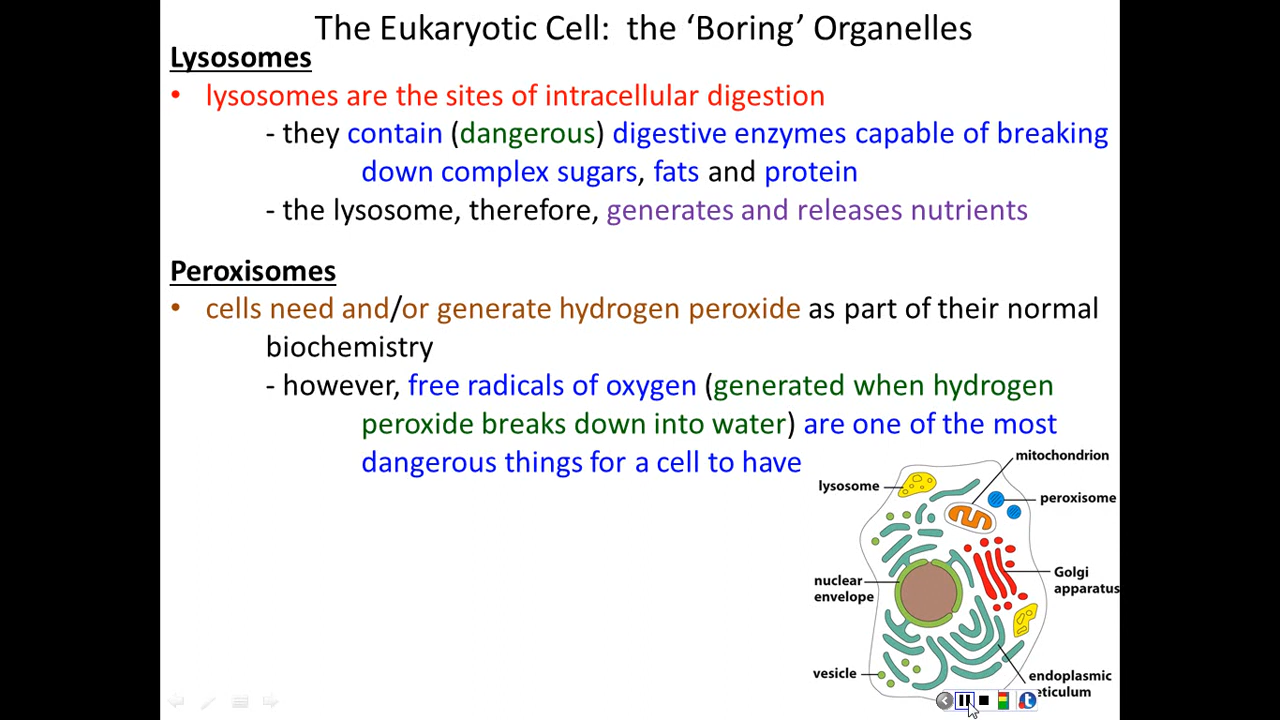 The Eukaryotic Cell:  the ‘Boring’ Organelles
Lysosomes
• lysosomes are the sites of intracellular digestion
- they contain (dangerous) digestive enzymes capable of breaking
down complex sugars, fats and protein
- the lysosome, therefore, generates and releases nutrients
Peroxisomes
• cells need and/or generate hydrogen peroxide as part of their normal
biochemistry
- however, free radicals of oxygen (generated when hydrogen
peroxide breaks down into water) are one of the most
dangerous things for a cell to have
mitochondrion
lysosome
peroxisome
nuclear
envelope
Golgi
apparatus
vesicle
endoplasmic
reticulum